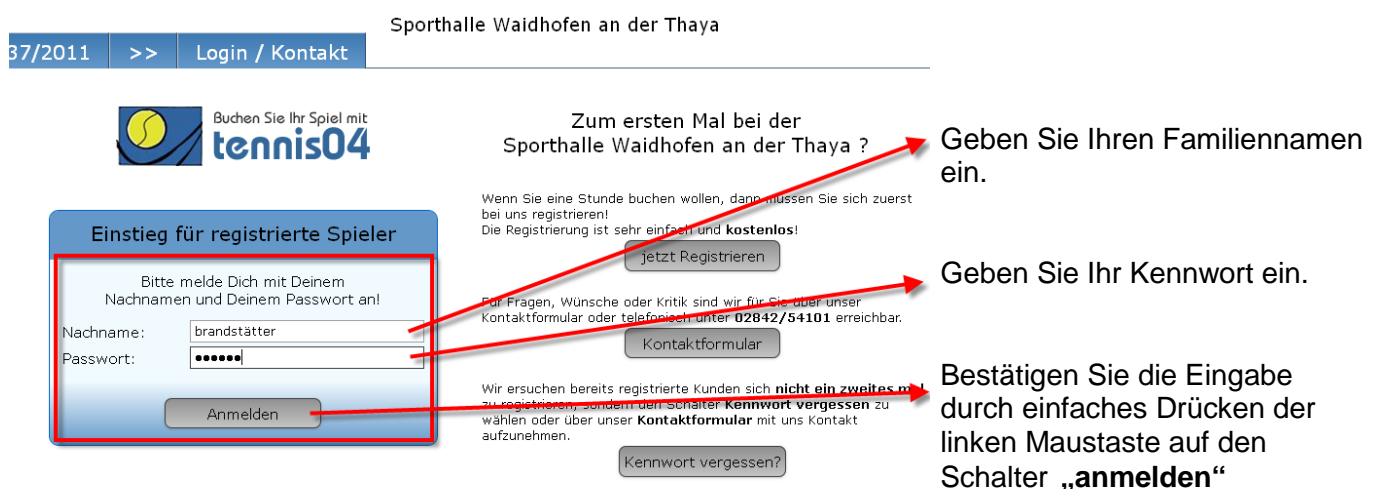 Sporthalle Waidhofen an der Thaya
37/2011 >> Login / Kontakt
Buchen Sie Ihr Spiel mit
tennis04
Einstieg für registrierte Spieler
Bitte melde Dich mit Deinem
Nachnamen und Deinem Passwort an!
Nachname: brandstätter
Passwort: ●●●●●●
Anmelden
Zum ersten Mal bei der
Sporthalle Waidhofen an der Thaya ?
Wenn Sie eine Stunde buchen wollen, dann müssen Sie sich zuerst
bei uns registrieren!
Die Registrierung ist sehr einfach und kostenlos!
jetzt Registrieren
Für Fragen, Wünsche oder Kritik sind wir für Sie über unser
Kontaktformular oder telefonisch unter 02842/54101 erreichbar.
Kontaktformular
Wir ersuchen bereits registrierte Kunden sich nicht ein zweites mal
zu registrieren, sondern den Schalter Kennwort vergessen zu
wählen oder über unser Kontaktformular mit uns Kontakt
aufzunehmen.
Kennwort vergessen?
Geben Sie Ihren Familiennamen
ein.
Geben Sie Ihr Kennwort ein.
Bestätigen Sie die Eingabe
durch einfaches Drücken der
linken Maustaste auf den
Schalter „anmelden“